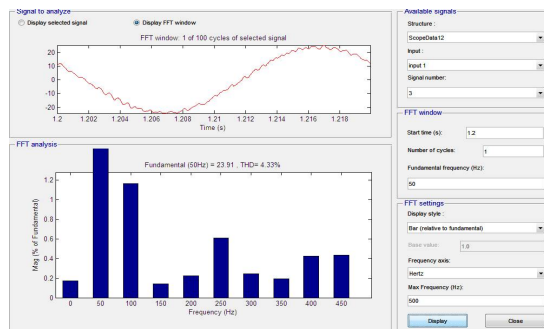 Signal to analyze
Display selected signal
Display FFT window
FFT window: 1 of 100 cycles of selected signal
20
10
0
-10
-20
1.2 1.202 1.204 1.206 1.208 1.21 1.212 1.214 1.216 1.218
Time (s)
FFT analysis
Fundamental (50Hz) = 23.91 , THD= 4.33%
Mag (% of Fundamental)
1.2
1
0.8
0.6
0.4
0.2
0
0 50 100 150 200 250 300 350 400 450
Frequency (Hz)
Available signals
Structure :
ScopeData12
Input :
input 1
Signal number:
3
FFT window
Start time (s): 1.2
Number of cycles: 1
Fundamental frequency (Hz):
50
FFT settings
Display style :
Bar (relative to fundamental)
Base value: 1.0
Frequency axis:
Hertz
Max Frequency (Hz):
500
Display
Close